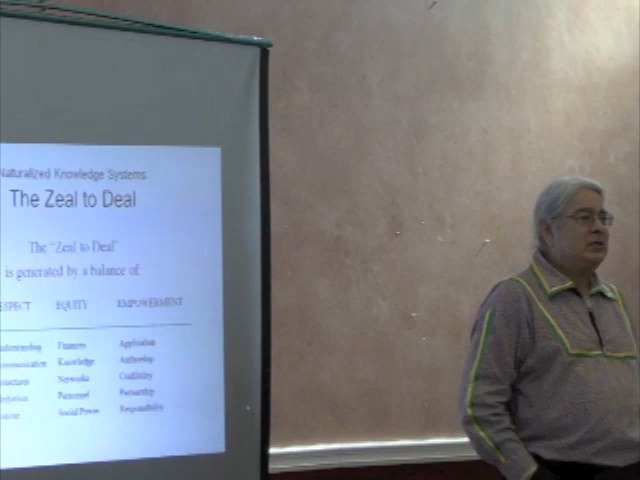 Naturalized Knowledge Systems
The Zeal to Deal
The "Zeal to Deal"
is generated by a balance of:
RESPECT EQUITY EMPOWERMENT
Finances Application
Knowledge Authorship
Networks Credibility
Personnel Partnership
Social Power Responsibility